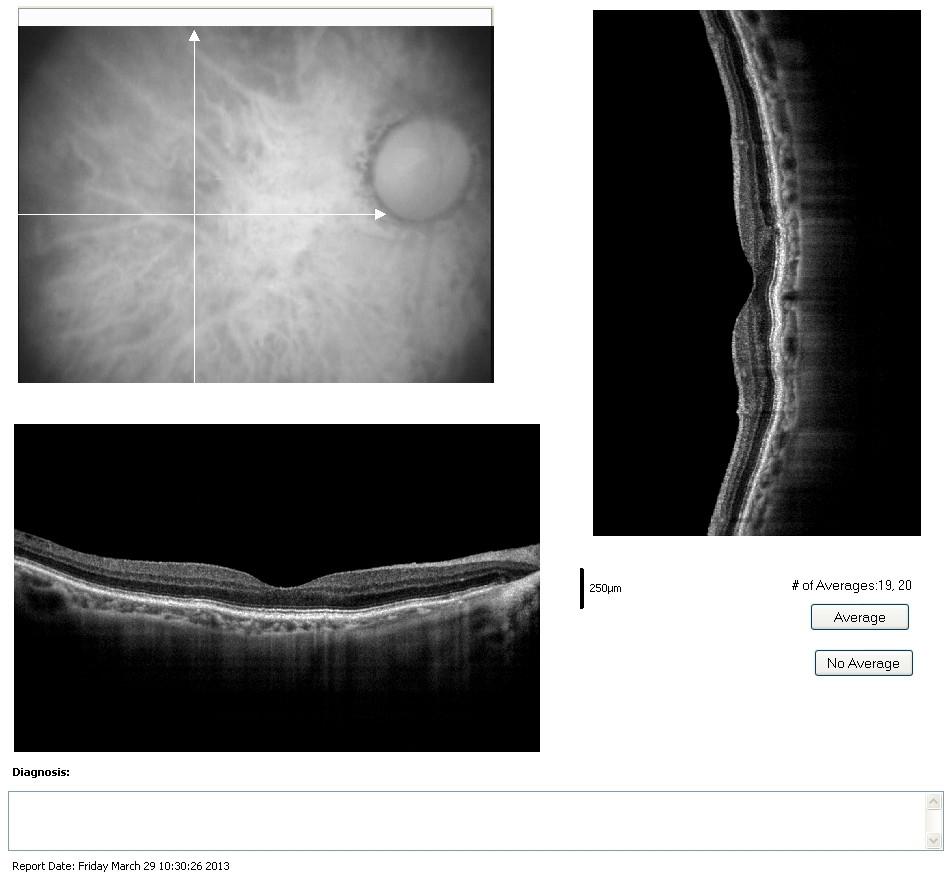 250µm
# of Averages:19, 20
Average
No Average
Diagnosis:
Report Date: Friday March 29 10:30:26 2013